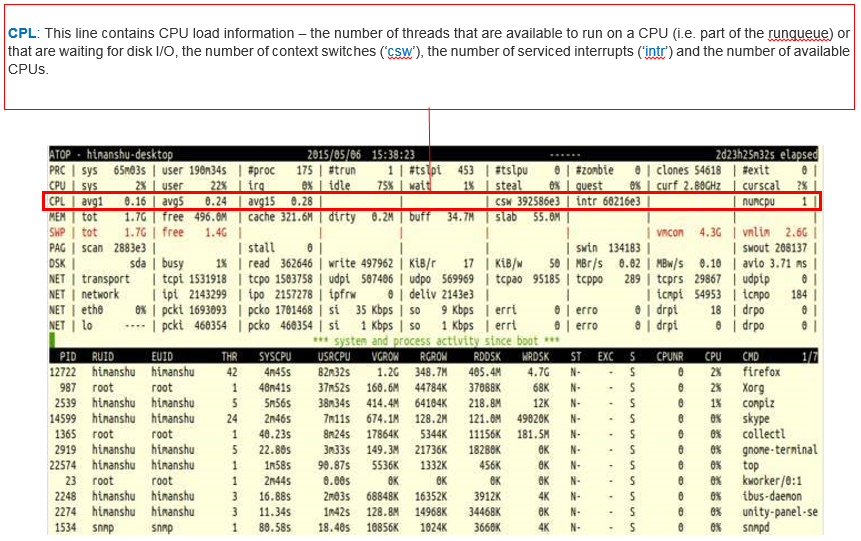 CPL: This line contains CPU load information – the number of threads that are available to run on a CPU (i.e. part of the runqueue) or
that are waiting for disk I/O, the number of context switches ('csw'), the number of serviced interrupts ('intr') and the number of available
CPUs.
ATOP - himanshu-desktop 2015/05/06 15:38:23 ------ 2d23h25m32s elapsed
PRC | sys 65m03s | user 190m34s | #proc 175 | #trun 1 | #tslpi 453 | #tslpu 0 | #zombie 0 | clones 54618 | #exit 0 |
CPU | sys 2% | user 22% | irq 0% | idle 75% | wait 1% | steal 0% | guest 0% | curf 2.80GHz | curscal ?% |
CPL | avg1 0.16 | avg5 0.24 | avg15 0.28 | | | csw 392586e3 | intr 60216e3 | | numcpu 1 |
MEM | tot 1.7G | free 496.0M | cache 321.6M | dirty 0.2M | buff 34.7M | slab 55.0M | | | |
SWP | tot 1.7G | free 1.4G | | | | | | vmcom 4.3G | vmlim 2.6G |
PAG | scan 2883e3 | | stall 0 | | | | swin 134183 | | swout 208137 |
DSK | sda | busy 1% | read 362646 | write 497962 | KiB/r 17 | KiB/w 50 | MBr/s 0.02 | MBw/s 0.10 | avio 3.71 ms |
NET | transport | tcpi 1531918 | tcpo 1503758 | udpi 507406 | udpo 569969 | tcpao 95185 | tcppo 289 | tcprs 29867 | udpip 0 |
NET | network | ipi 2143299 | ipo 2157278 | ipfrw 0 | deliv 2143e3 | | | icmpi 54953 | icmpo 184 |
NET | eth0 0% | pcki 1693093 | pcko 1701468 | si 35 Kbps | so 9 Kbps | erri 0 | erro 0 | drpi 18 | drpo 0 |
NET | lo ---- | pcki 460354 | pcko 460354 | si 1 Kbps | so 1 Kbps | erri 0 | erro 0 | drpi 0 | drpo 0 |
*** system and process activity since boot ***
PID RUID EUID THR SYSCPU USRCPU VGROW RGROW RDDSK WRDSK ST EXC S CPUNR CPU CMD 1/7
12722 himanshu himanshu 42 4m45s 82m32s 1.2G 348.7M 405.4M 4.7G N- - S 0 2% firefox
987 root root 1 40m41s 37m52s 160.6M 44784K 37088K 68K N- - S 0 2% Xorg
2539 himanshu himanshu 5 5m56s 38m34s 414.4M 64104K 218.8M 12K N- - S 0 1% compiz
14599 himanshu himanshu 24 2m46s 7m11s 674.1M 128.2M 121.0M 49020K N- - S 0 0% skype
1365 root root 1 40.23s 8m24s 17864K 5344K 11156K 181.5M N- - S 0 0% collectl
2919 himanshu himanshu 5 22.80s 3m33s 149.3M 21736K 18280K 0K N- - S 0 0% gnome-terminal
22574 himanshu himanshu 1 1m58s 90.87s 5536K 1332K 456K 0K N- - S 0 0% top
23 root root 1 2m44s 0.00s 0K 0K 0K 0K N- - S 0 0% kworker/0:1
2248 himanshu himanshu 3 16.88s 2m03s 68848K 16352K 3912K 4K N- - S 0 0% ibus-daemon
2274 himanshu himanshu 3 11.34s 1m42s 128.8M 14968K 34468K 0K N- - S 0 0% unity-panel-se
1534 snmp snmp 1 80.58s 18.40s 10856K 1024K 3660K 4K N- - S 0 0% snmpd